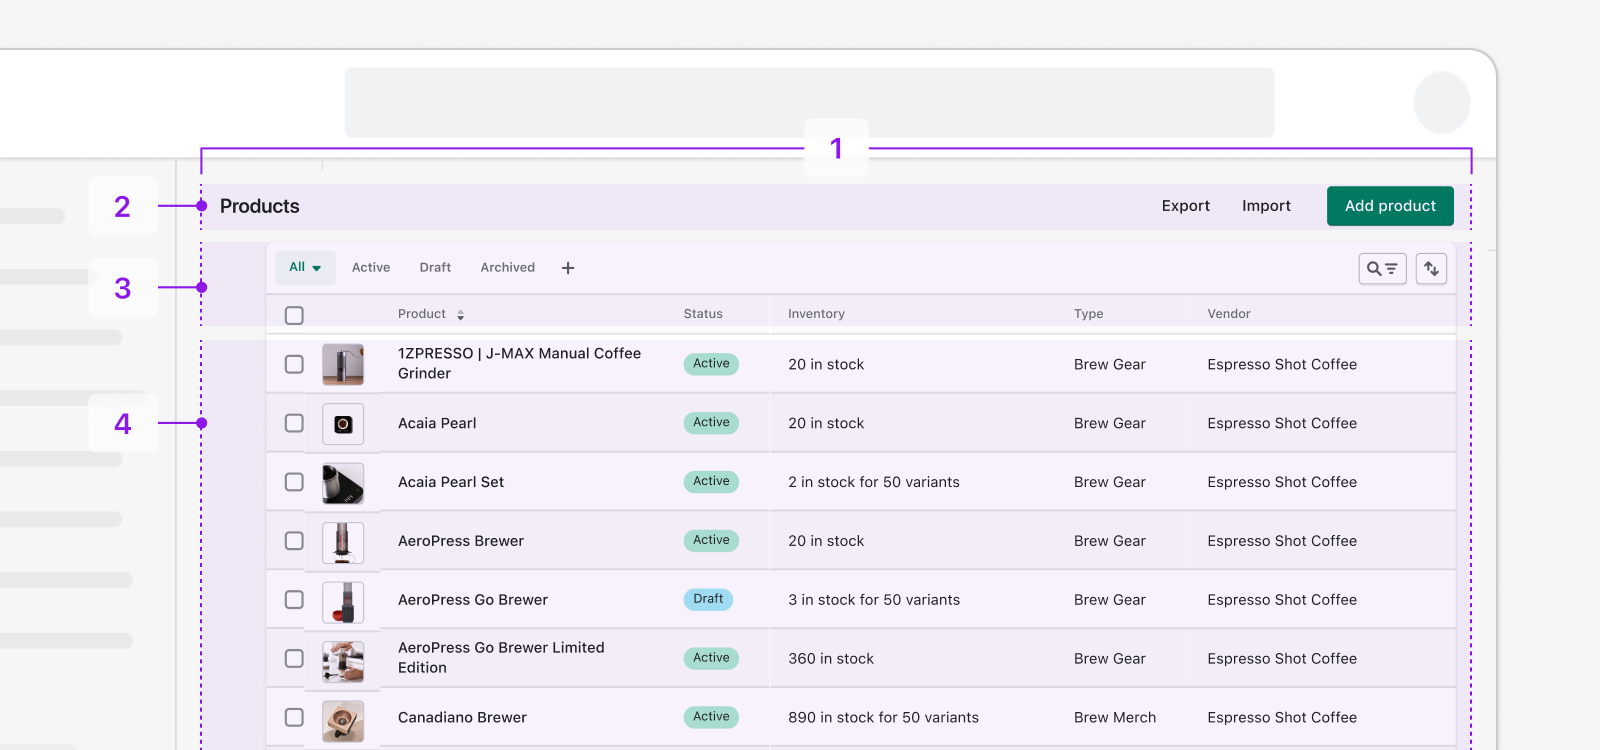 1
2
Products
Export
Import
Add product
3
All
Active
Draft
Archived
+
Product
Status
Inventory
Type
Vendor
1ZPRESSO | J-MAX Manual Coffee
Grinder
Active
20 in stock
Brew Gear
Espresso Shot Coffee
4
Acaia Pearl
Active
20 in stock
Brew Gear
Espresso Shot Coffee
Acaia Pearl Set
Active
2 in stock for 50 variants
Brew Gear
Espresso Shot Coffee
AeroPress Brewer
Active
20 in stock
Brew Gear
Espresso Shot Coffee
AeroPress Go Brewer
Draft
3 in stock for 50 variants
Brew Gear
Espresso Shot Coffee
AeroPress Go Brewer Limited
Edition
Active
360 in stock
Brew Gear
Espresso Shot Coffee
Canadiano Brewer
Active
890 in stock for 50 variants
Brew Merch
Espresso Shot Coffee